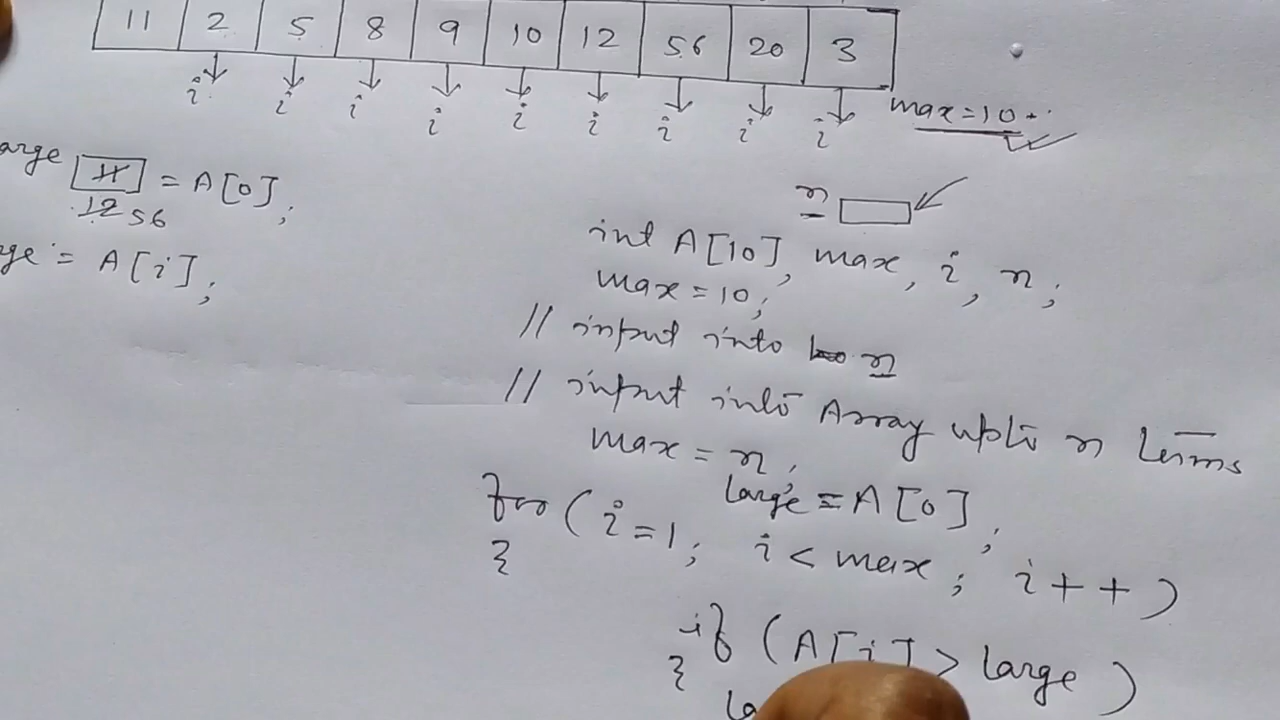 11 2 5 8 9 10 12 56 20 3
i i i i i i i i i
max=10
arge 11 = A[0];
12 56
ge = A[i];
n
int A[10], max, i, n;
max=10;
// input into n
// input into Array upto n terms
max = n;
large = A[0];
for (i=1; i< max; i++)
{
if (A[i] > large)
{
la